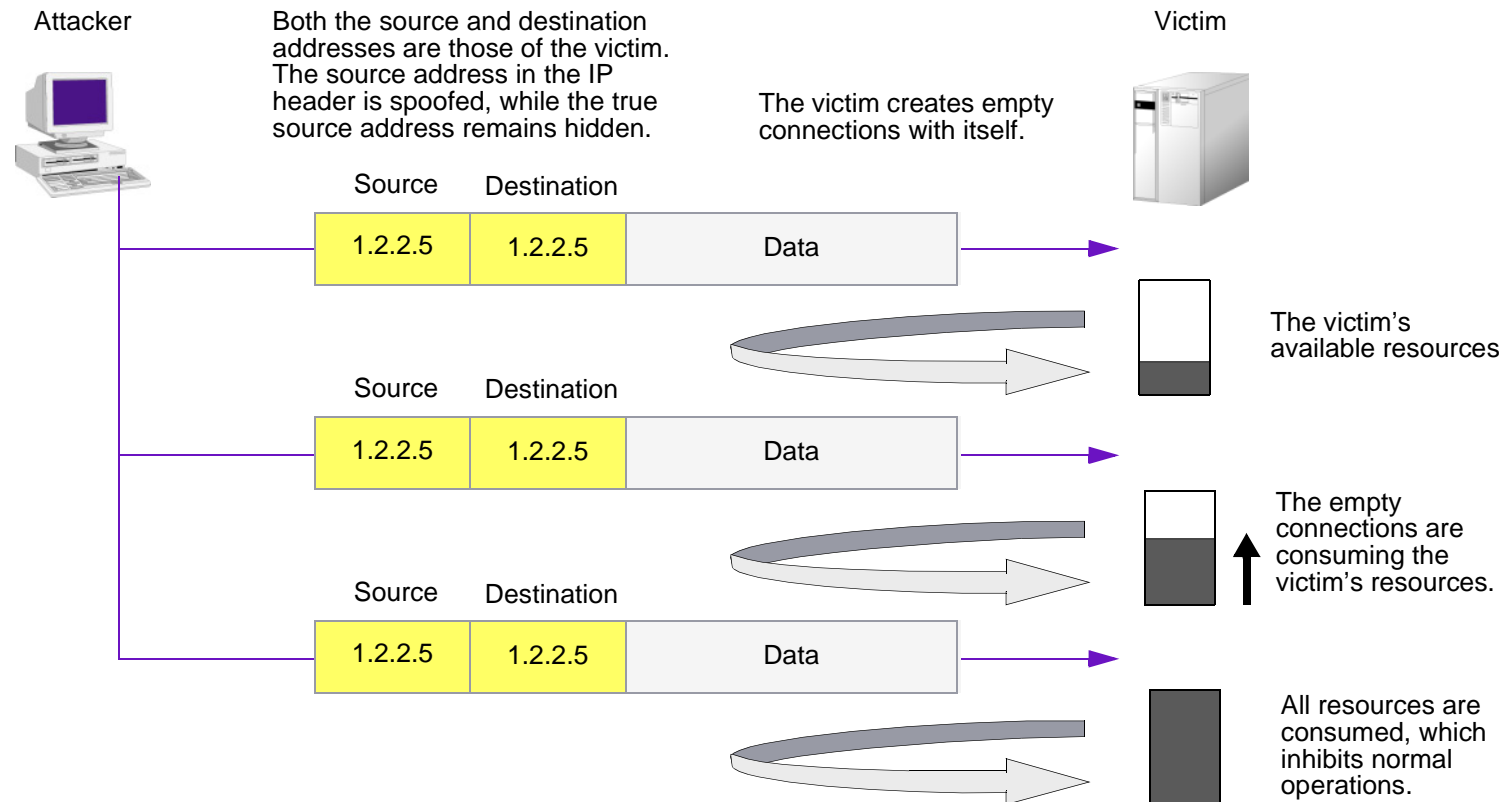 Attacker
Both the source and destination
addresses are those of the victim.
The source address in the IP
header is spoofed, while the true
source address remains hidden.
The victim creates empty
connections with itself.
Victim
Source Destination
1.2.2.5 1.2.2.5 Data
The victim’s
available resources
Source Destination
1.2.2.5 1.2.2.5 Data
The empty
connections are
consuming the
victim’s resources.
Source Destination
1.2.2.5 1.2.2.5 Data
All resources are
consumed, which
inhibits normal
operations.